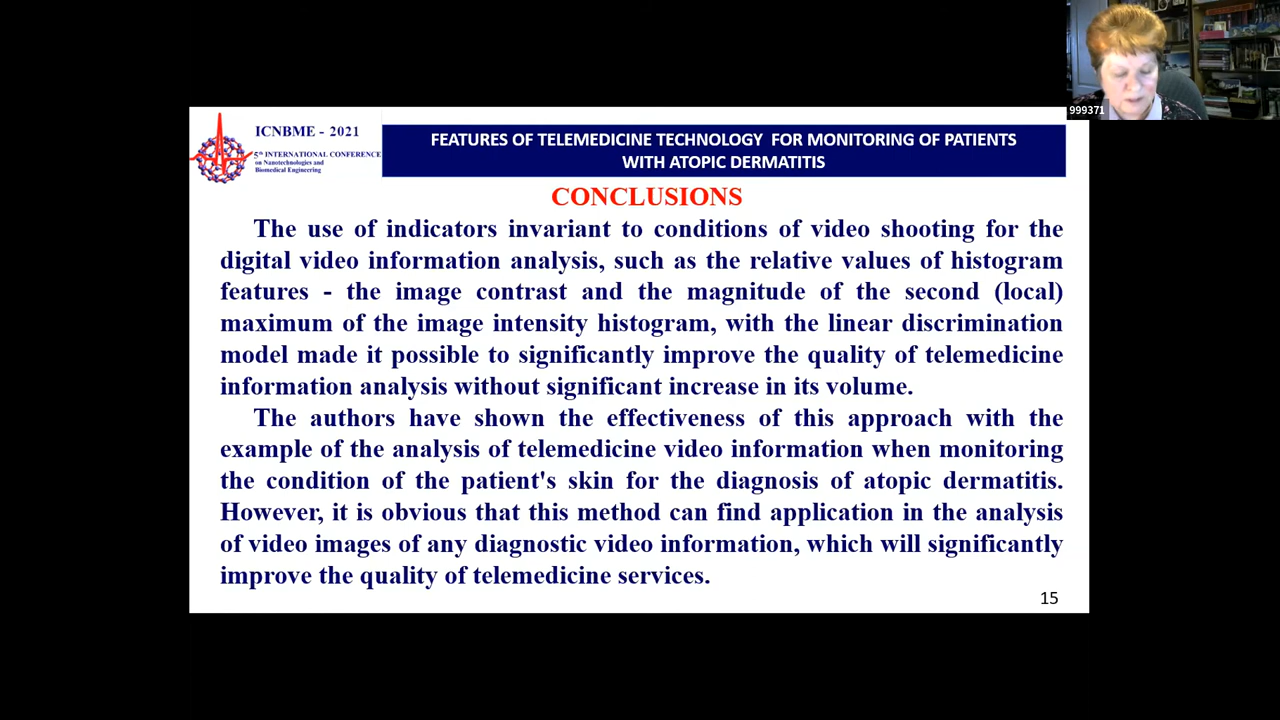 999371
ICNBME - 2021
5th INTERNATIONAL CONFERENCE
on Nanotechnologies and
Biomedical Engineering
FEATURES OF TELEMEDICINE TECHNOLOGY FOR MONITORING OF PATIENTS
WITH ATOPIC DERMATITIS
CONCLUSIONS
The use of indicators invariant to conditions of video shooting for the
digital video information analysis, such as the relative values of histogram
features - the image contrast and the magnitude of the second (local)
maximum of the image intensity histogram, with the linear discrimination
model made it possible to significantly improve the quality of telemedicine
information analysis without significant increase in its volume.
The authors have shown the effectiveness of this approach with the
example of the analysis of telemedicine video information when monitoring
the condition of the patient's skin for the diagnosis of atopic dermatitis.
However, it is obvious that this method can find application in the analysis
of video images of any diagnostic video information, which will significantly
improve the quality of telemedicine services.
15